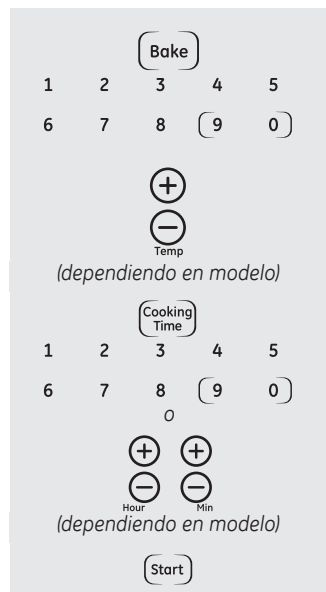 Bake
1 2 3 4 5
6 7 8 9 0
Temp
(dependiendo en modelo)
Cooking
Time
1 2 3 4 5
6 7 8 9 0
o
Hour Min
(dependiendo en modelo)
Start